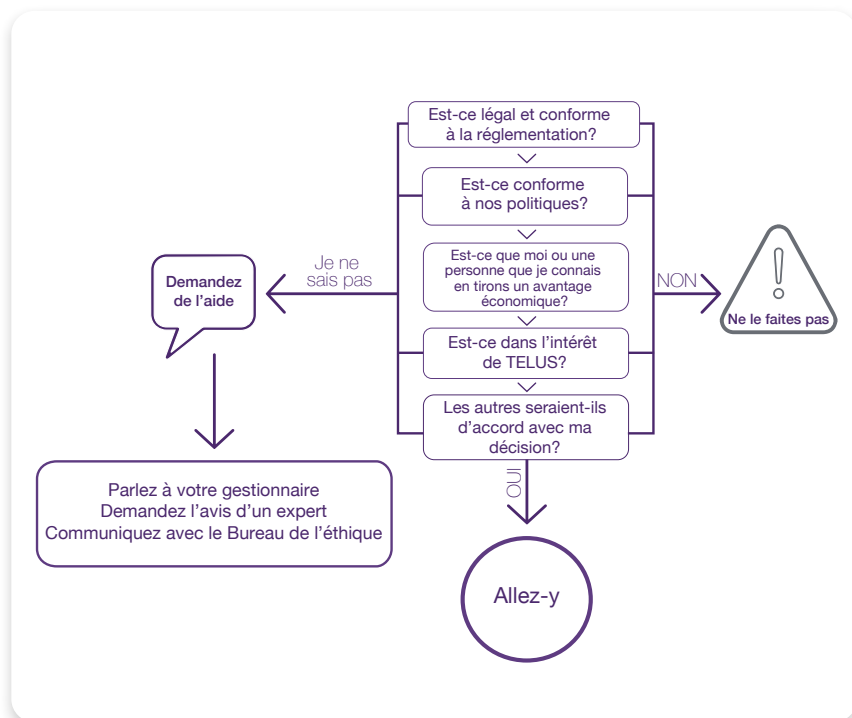 Est-ce légal et conforme
à la réglementation?
Est-ce conforme
à nos politiques?
Est-ce que moi ou une
personne que je connais
en tirons un avantage
économique?
Est-ce dans l'intérêt
de TELUS?
Les autres seraient-ils
d'accord avec ma
décision?
Je ne
sais pas
Demandez
de l'aide
Parlez à votre gestionnaire
Demandez l'avis d'un expert
Communiquez avec le Bureau de l'éthique
NON
!
Ne le faites pas
OUI
Allez-y